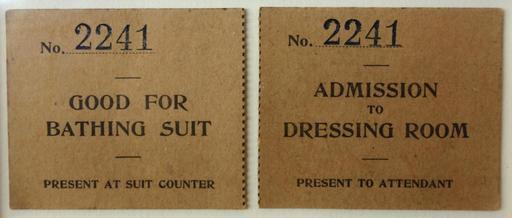 No. 2241
GOOD FOR
BATHING SUIT
PRESENT AT SUIT COUNTER
No. 2241
ADMISSION
TO
DRESSING ROOM
PRESENT TO ATTENDANT